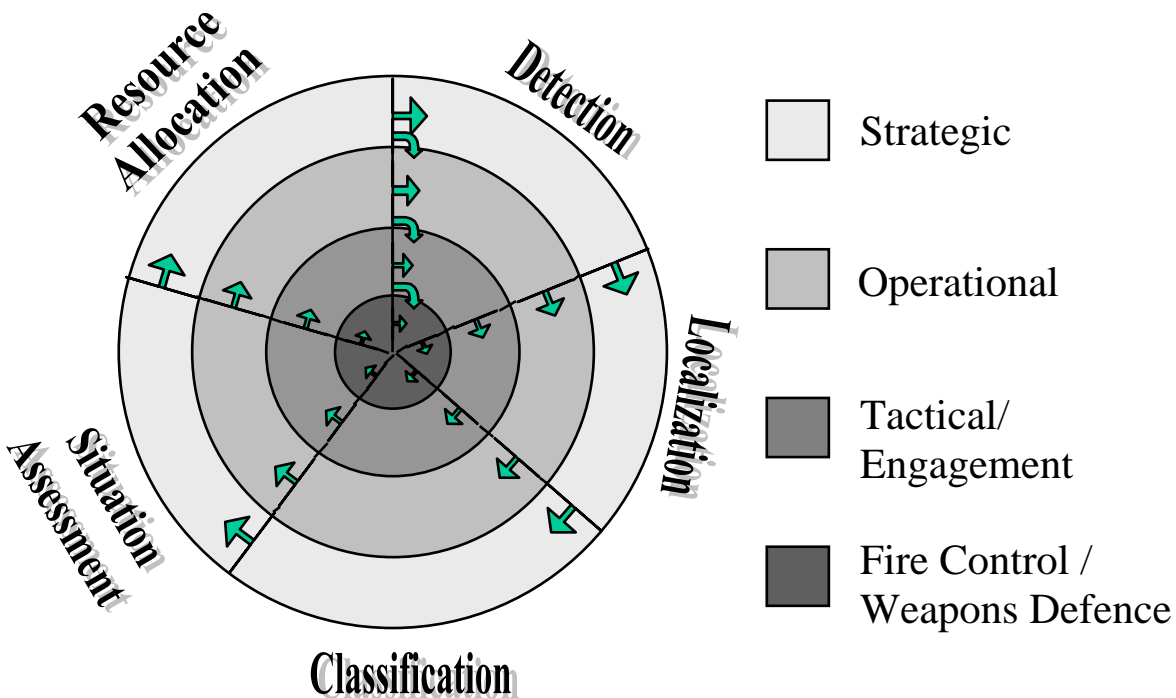 Resource
Allocation
Detection
Localization
Classification
Situation
Assessment
Strategic
Operational
Tactical/
Engagement
Fire Control /
Weapons Defence